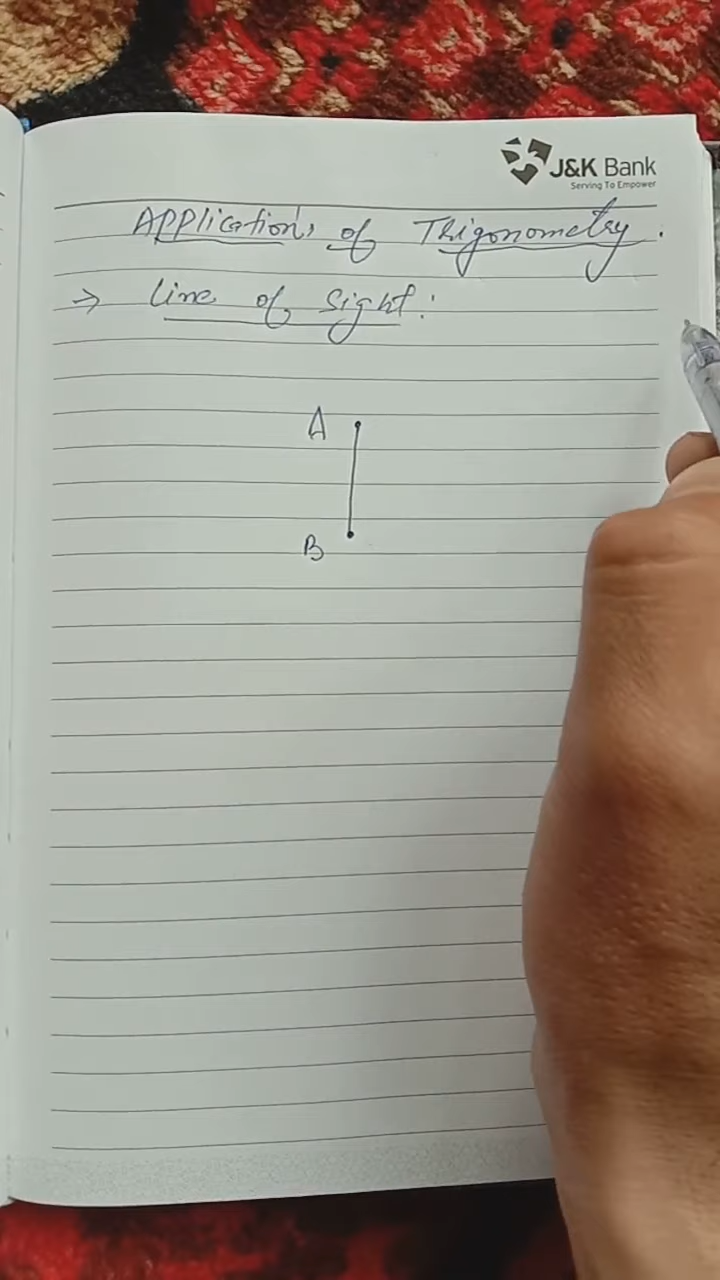 J&K Bank
Serving To Empower
Applications of Trigonometry.
→ Line of Sight:
A
B